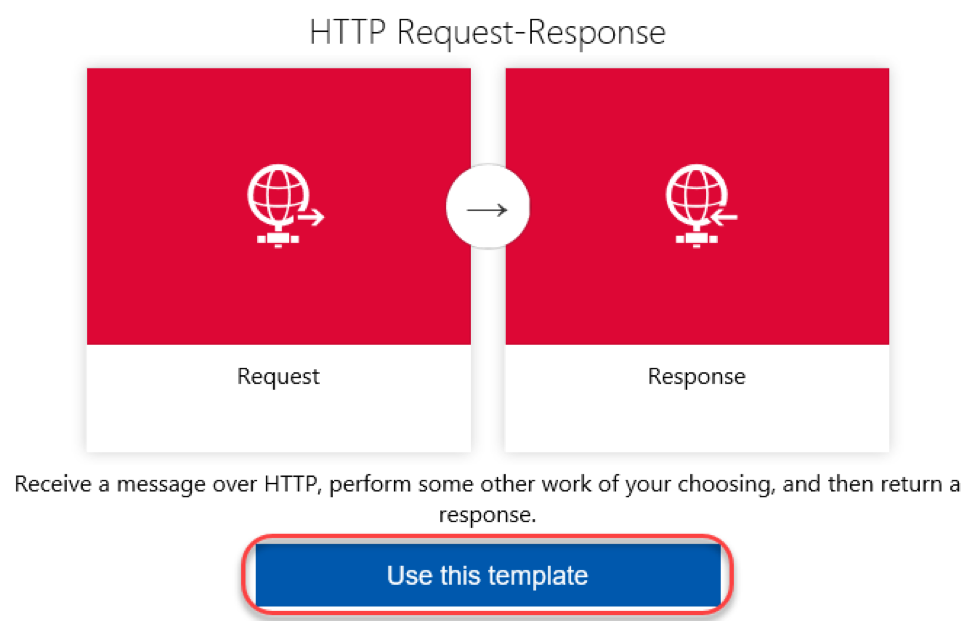 HTTP Request-Response
Request
Response
Receive a message over HTTP, perform some other work of your choosing, and then return a
response.
Use this template